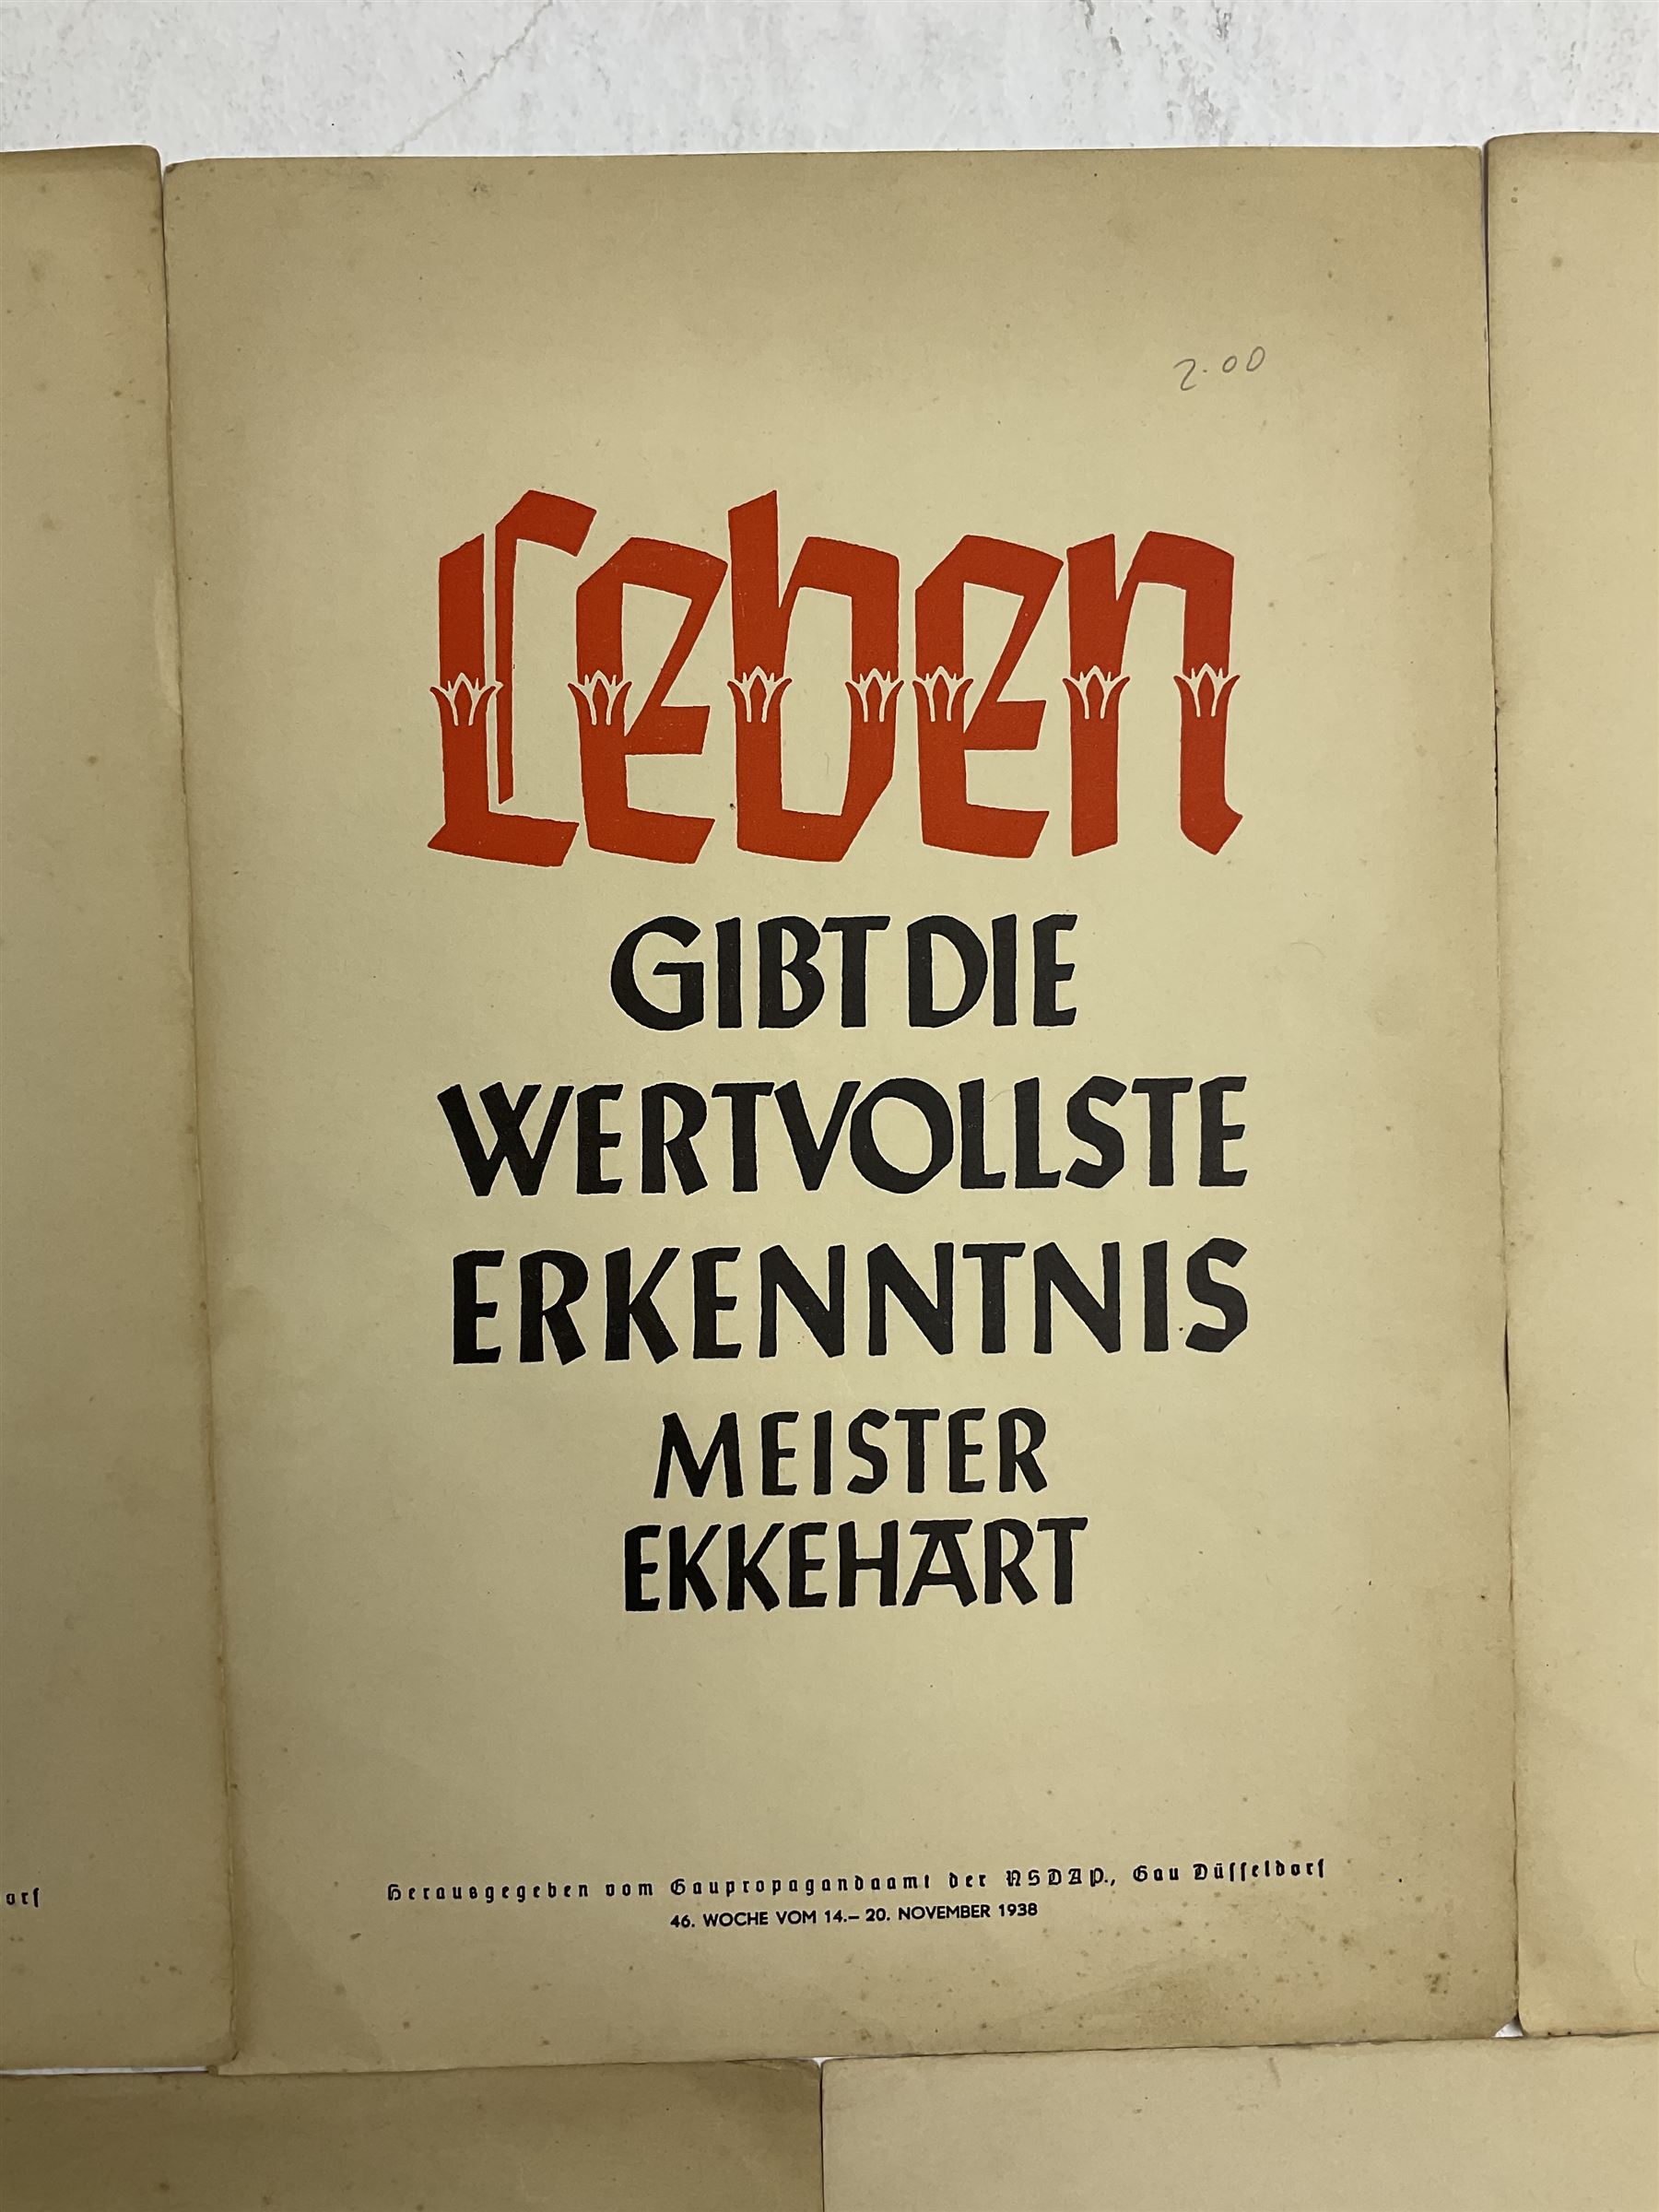 2.00
Leben
GIBT DIE
WERTVOLLSTE
ERKENNTNIS
MEISTER
EKKEHART
Herausgegeben vom Gaupropagandaamt der NSDAP., Gau Düsseldorf
46. WOCHE VOM 14.– 20. NOVEMBER 1938
orf